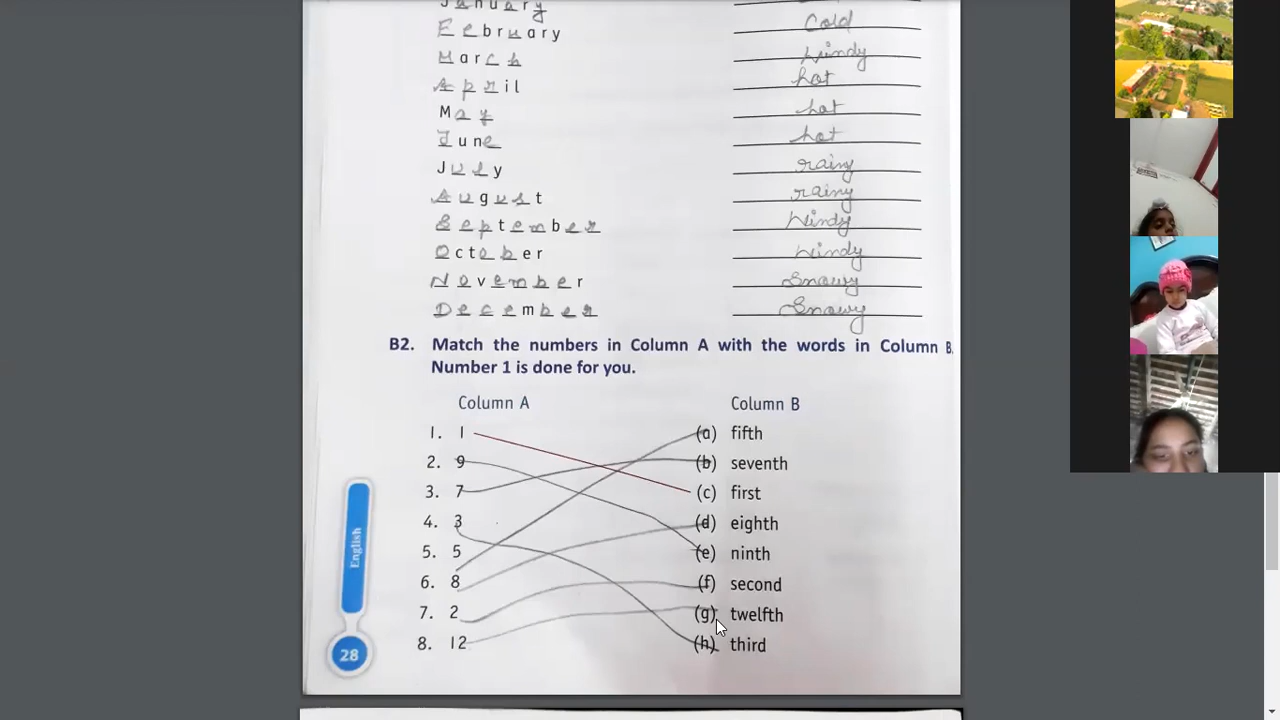 January
February Cold
March Windy
April hot
May hot
June hot
July rainy
August rainy
September Windy
October Windy
November Snowy
December Snowy
B2. Match the numbers in Column A with the words in Column B.
Number 1 is done for you.
Column A Column B
1. 1 (a) fifth
2. 9 (b) seventh
3. 7 (c) first
4. 3 (d) eighth
5. 5 (e) ninth
6. 8 (f) second
7. 2 (g) twelfth
8. 12 (h) third
English
28